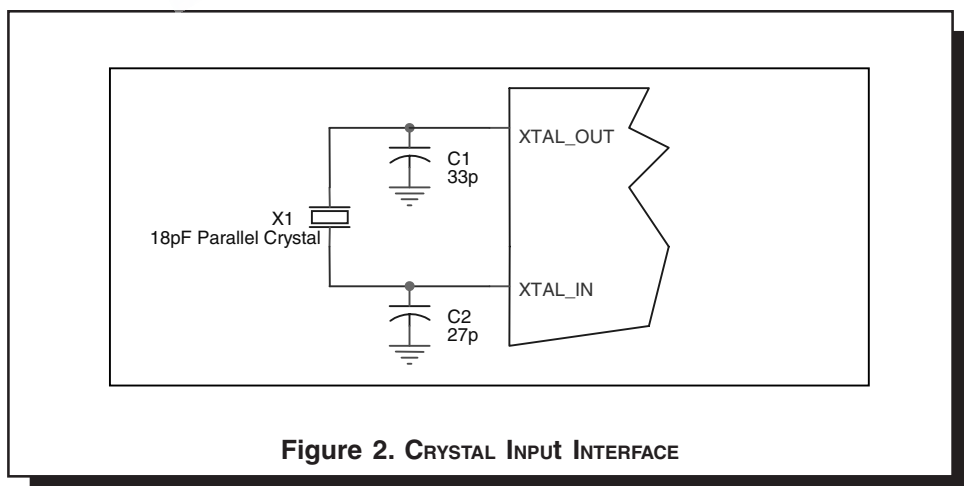 XTAL_OUT
C1
33p
X1
18pF Parallel Crystal
XTAL_IN
C2
27p
Figure 2. CRYSTAL INPUt INTERFACE